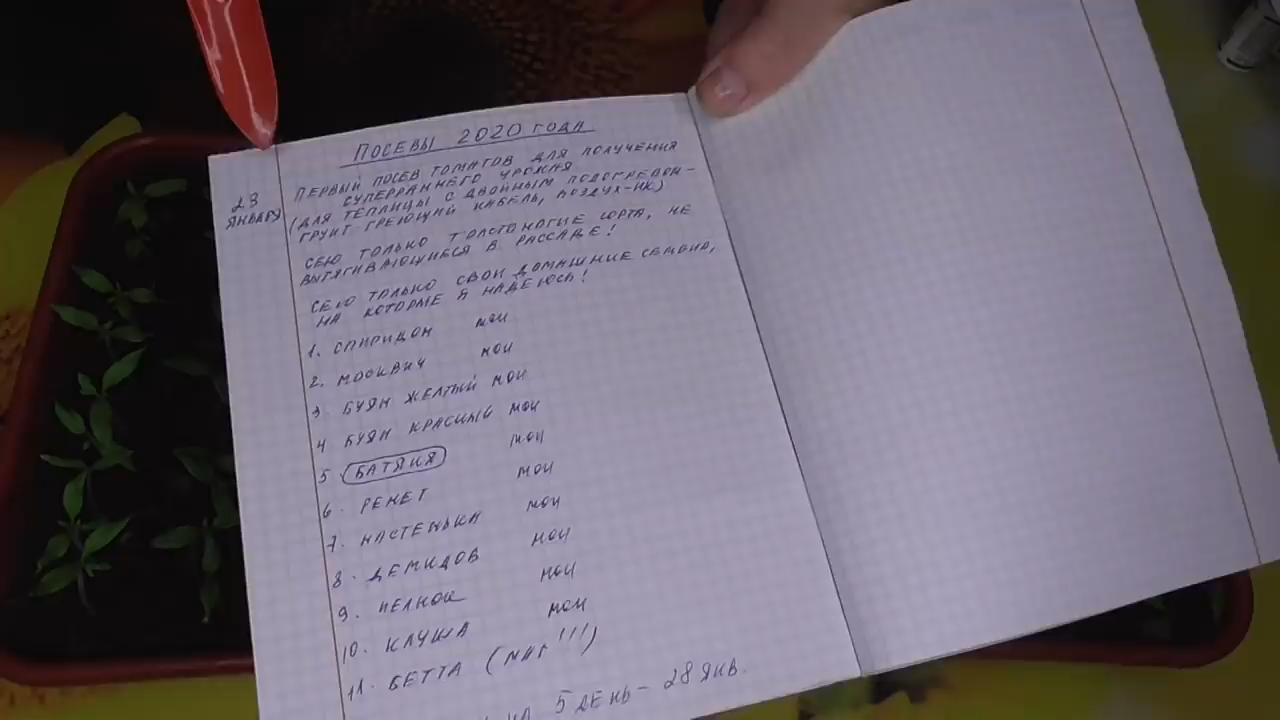 ПОСЕВЫ 2020 ГОДА
23 ЯНВАРЯ
ПЕРВЫЙ ПОСЕВ ТОМАТОВ ДЛЯ ПОЛУЧЕНИЯ
СУПЕРРАННЕГО УРОЖАЯ
(ДЛЯ ТЕПЛИЦЫ С ДВОЙНЫМ ПОДОГРЕВОМ-
ГРУНТ ГРЕЮЩИЙ КАБЕЛЬ, ВОЗДУХ-ИК)
СЕЮ ТОЛЬКО ТОЛСТОНОГИЕ СОРТА, НЕ
ВЫТЯГИВАЮЩИЕСЯ В РАССАДЕ!
СЕЮ ТОЛЬКО СВОИ ДОМАШНИЕ СЕМЕНА,
НА КОТОРЫЕ Я НАДЕЮСЬ!
1. СПИРИДОН МОИ
2. МОСКВИЧ МОИ
3. БУЯН ЖЕЛТЫЙ МОИ
4 БУЯН КРАСНЫЙ МОИ
5 БАТЯНЯ МОИ
6. РЕНЕТ МОИ
7. НАСТЕНЬКА МОИ
8. ДЕМИДОВ МОИ
9. МОИ
10. КЛУША МОИ
11. БЕТТА (!!!)
5 ДЕНЬ - 28 ЯНВ.